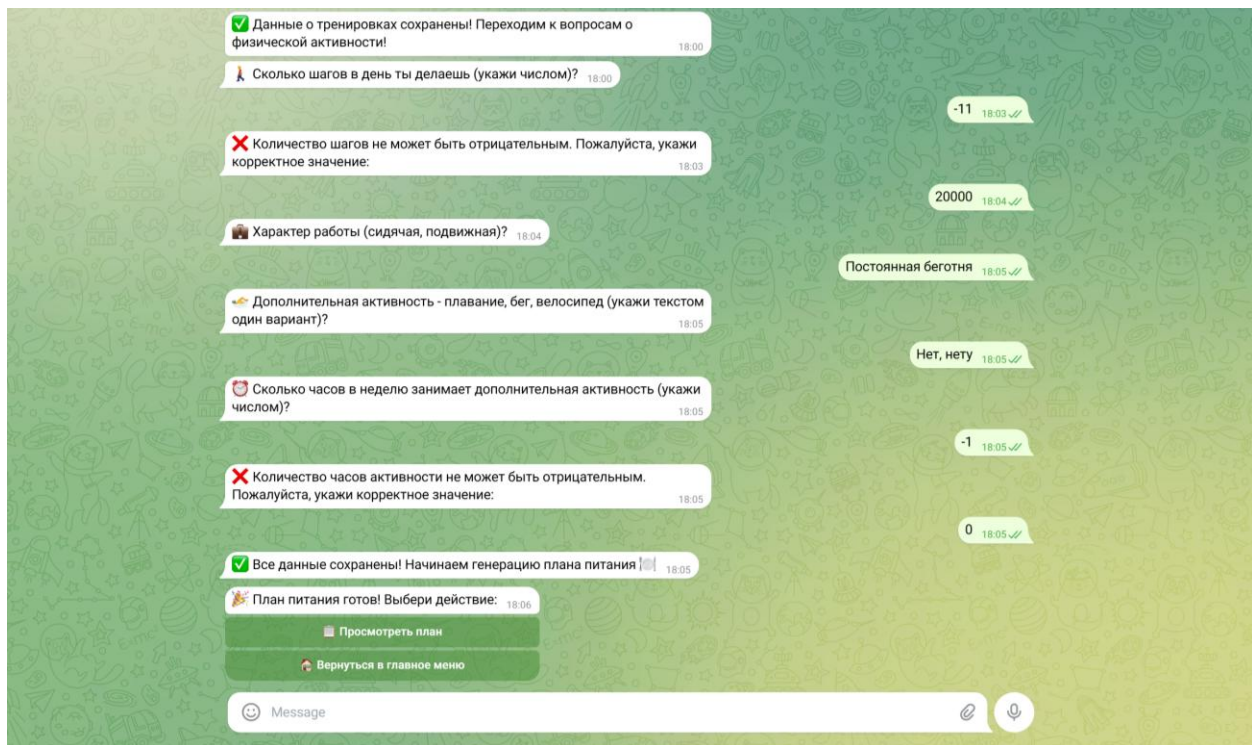 ✅ Данные о тренировках сохранены! Переходим к вопросам о
физической активности!
18:00
🚶 Сколько шагов в день ты делаешь (укажи числом)? 18:00
-11 18:03
❌ Количество шагов не может быть отрицательным. Пожалуйста, укажи
корректное значение:
18:03
20000 18:04
💼 Характер работы (сидячая, подвижная)? 18:04
Постоянная беготня 18:05
Дополнительная активность - плавание, бег, велосипед (укажи текстом
один вариант)?
18:05
Нет, нету 18:05
⏰ Сколько часов в неделю занимает дополнительная активность (укажи
числом)?
18:05
-1 18:05
❌ Количество часов активности не может быть отрицательным.
Пожалуйста, укажи корректное значение:
18:05
0 18:05
✅ Все данные сохранены! Начинаем генерацию плана питания 🍽 18:05
🎉 План питания готов! Выбери действие: 18:06
📋 Просмотреть план
🏠 Вернуться в главное меню
Message